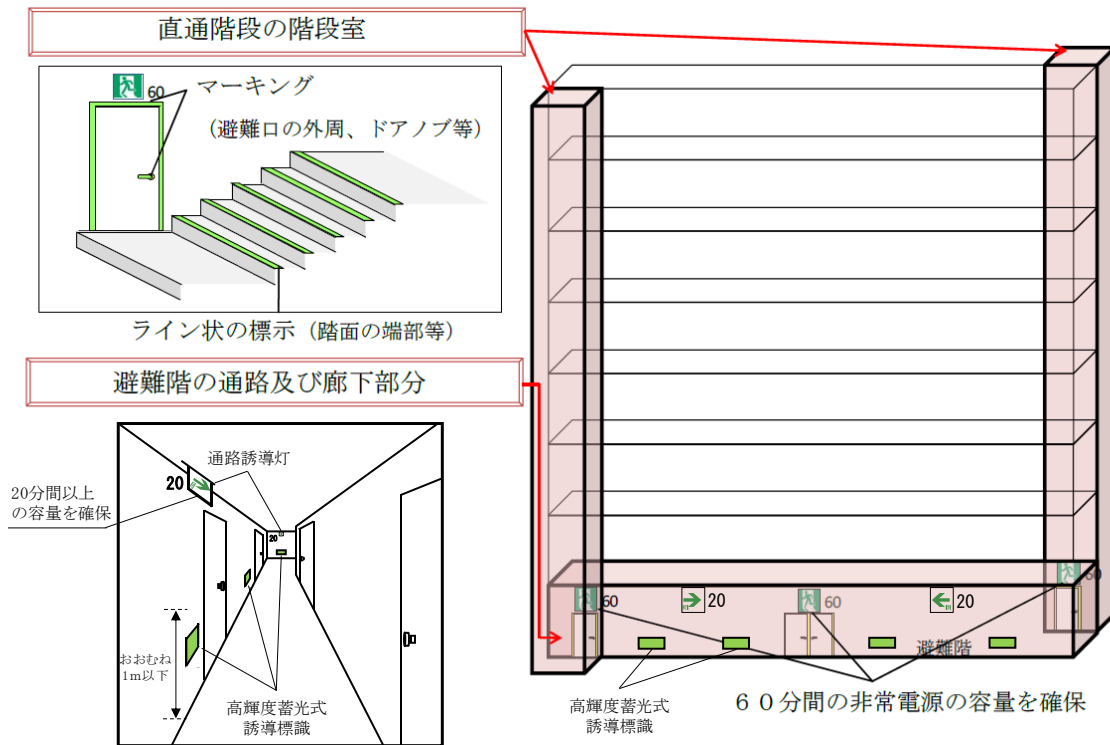 直通階段の階段室
60
マーキング
(避難口の外周、ドアノブ等)
ライン状の標示(踏面の端部等)
避難階の通路及び廊下部分
通路誘導灯
20
20分間以上
の容量を確保
20
おおむね
1m以下
高輝度蓄光式
誘導標識
60
20
60
20
60
避難階
高輝度蓄光式
誘導標識
60分間の非常電源の容量を確保